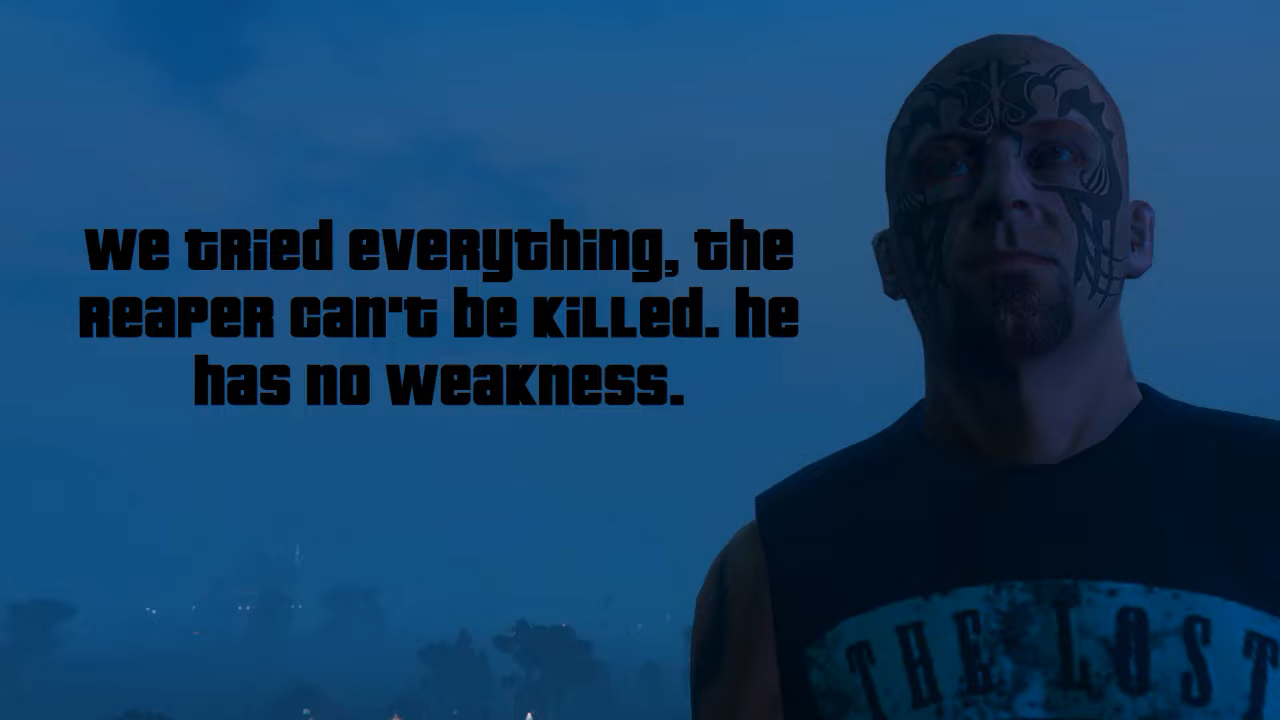 We tried everything, the
Reaper can't be killed. He
has no weakness.
THE LOST